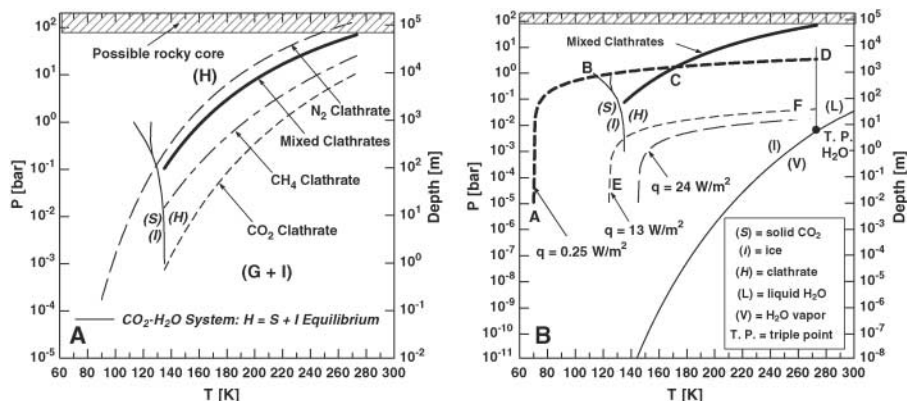 10²
10¹
10⁰
10⁻¹
10⁻²
10⁻³
10⁻⁴
10⁻⁵
P [bar]
Possible rocky core
(H)
N₂ Clathrate
Mixed Clathrates
CH₄ Clathrate
CO₂ Clathrate
(S)
(H)
(I)
(G + I)
CO₂-H₂O System: H = S + I Equilibrium
A
10⁵
10⁴
10³
10²
10¹
10⁰
10⁻¹
10⁻²
Depth [m]
60 80 100 120 140 160 180 200 220 240 260 280 300
T [K]
10²
10¹
10⁰
10⁻¹
10⁻²
10⁻³
10⁻⁴
10⁻⁵
10⁻⁶
10⁻⁷
10⁻⁸
10⁻⁹
10⁻¹⁰
10⁻¹¹
P [bar]
Mixed Clathrates
B
C
D
(S)
(H)
(I)
F
(L)
(I)
(V)
T. P.
H₂O
E
A
q = 24 W/m²
q = 13 W/m²
q = 0.25 W/m²
(S) = solid CO₂
(I) = ice
(H) = clathrate
(L) = liquid H₂O
(V) = H₂O vapor
T. P. = triple point
B
10⁵
10⁴
10³
10²
10¹
10⁰
10⁻¹
10⁻²
10⁻³
10⁻⁴
10⁻⁵
10⁻⁶
10⁻⁷
10⁻⁸
Depth [m]
60 80 100 120 140 160 180 200 220 240 260 280 300
T [K]